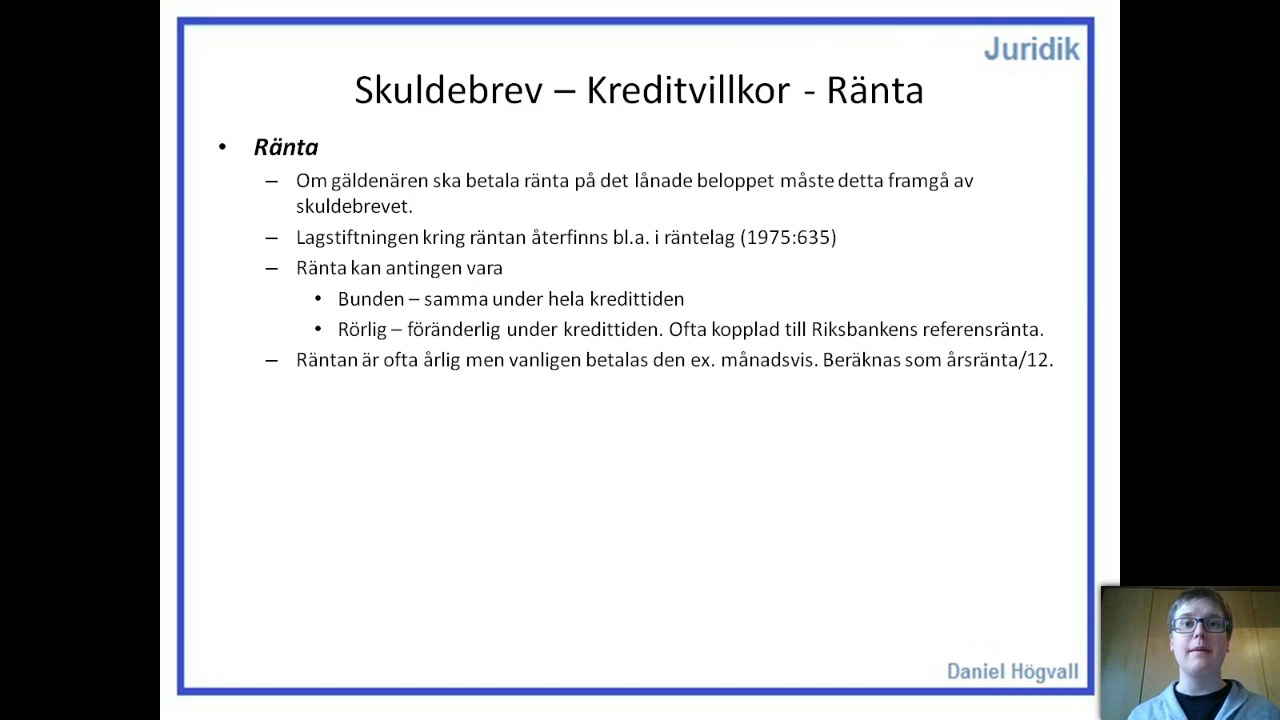 Juridik
Skuldebrev – Kreditvillkor - Ränta
• Ränta
– Om gäldenären ska betala ränta på det lånade beloppet måste detta framgå av
skuldebrevet.
– Lagstiftningen kring räntan återfinns bl.a. i räntelag (1975:635)
– Ränta kan antingen vara
• Bunden – samma under hela kredittiden
• Rörlig – föränderlig under kredittiden. Ofta kopplad till Riksbankens referensränta.
– Räntan är ofta årlig men vanligen betalas den ex. månadsvis. Beräknas som årsränta/12.
Daniel Högvall